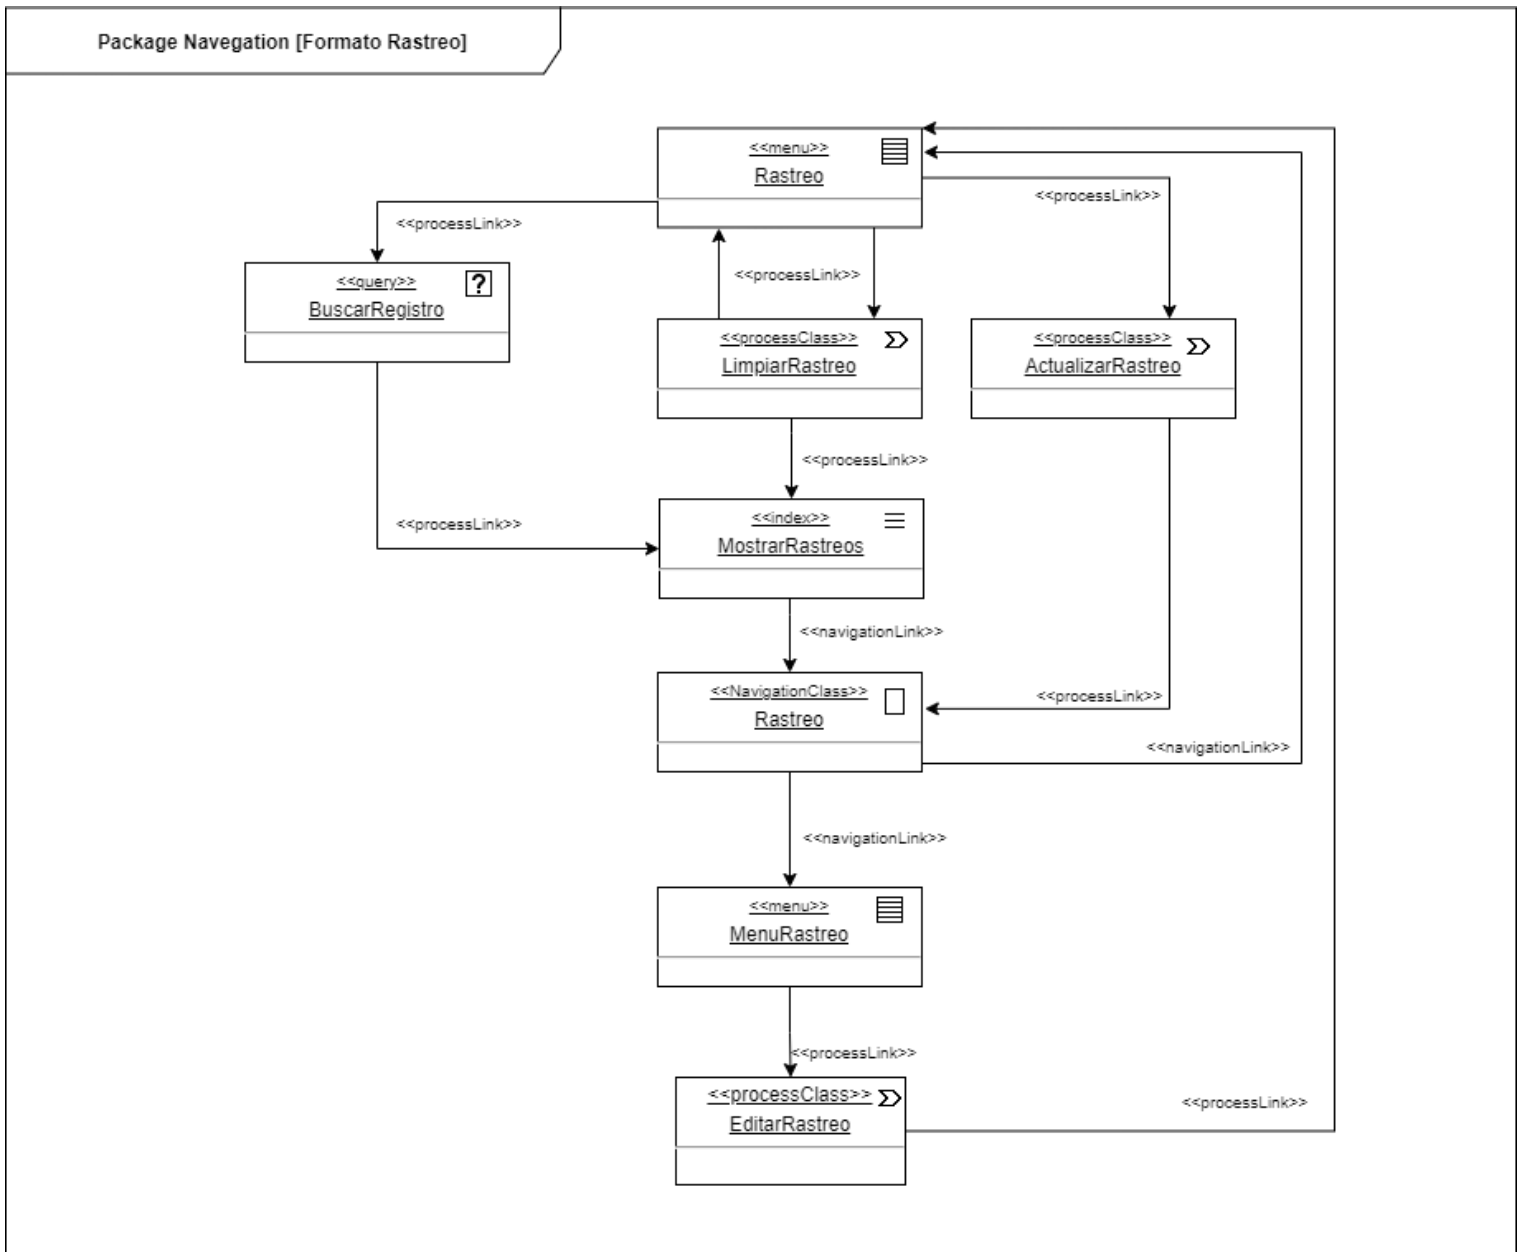 Package Navegation [Formato Rastreo]
<<menu>>
Rastreo
<<processLink>>
<<processLink>>
<<processLink>>
<<query>>
?
BuscarRegistro
<<processClass>>
LimpiarRastreo
<<processClass>>
ActualizarRastreo
<<processLink>>
<<processLink>>
<<index>>
MostrarRastreos
<<navigationLink>>
<<NavigationClass>>
Rastreo
<<processLink>>
<<navigationLink>>
<<navigationLink>>
<<menu>>
MenuRastreo
<<processLink>>
<<processClass>>
EditarRastreo
<<processLink>>